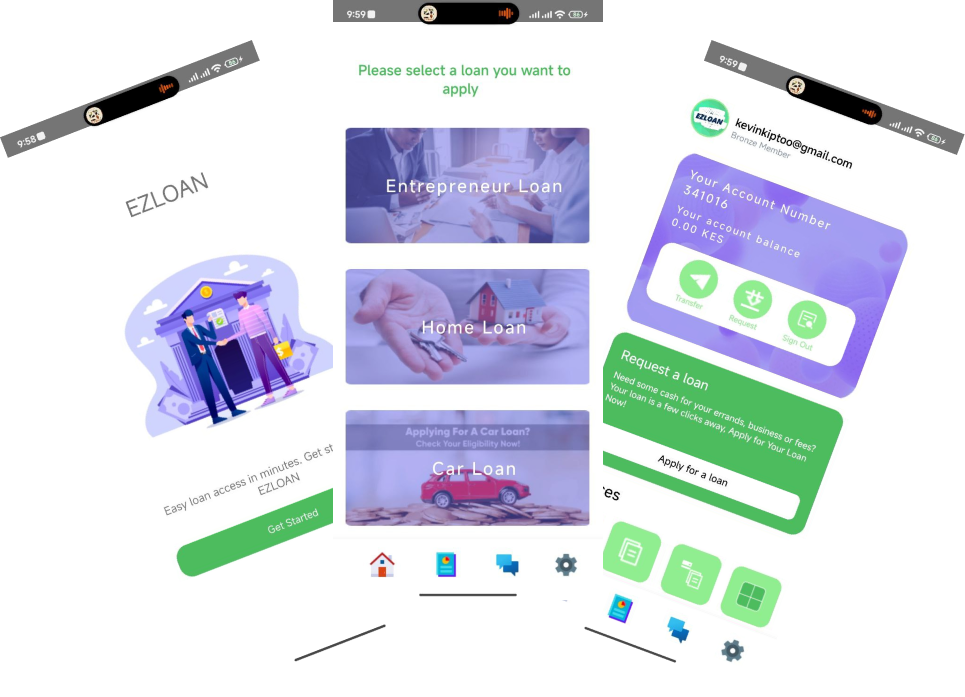 9:58
86
EZLOAN
Easy loan access in minutes. Get st
EZLOAN
Get Started
9:59
86
Please select a loan you want to
apply
Entrepreneur Loan
Home Loan
Applying For A Car Loan?
Check Your Eligibility Now!
Car Loan
9:59
86
EZLOAN
kevinkiptoo@gmail.com
Bronze Member
Your Account Number
341016
Your account balance
0.00 KES
Transfer
Request
Sign Out
Request a loan
Need some cash for your errands, business or fees?
Your loan is a few clicks away, Apply for Your Loan
Now!
Apply for a loan
ces